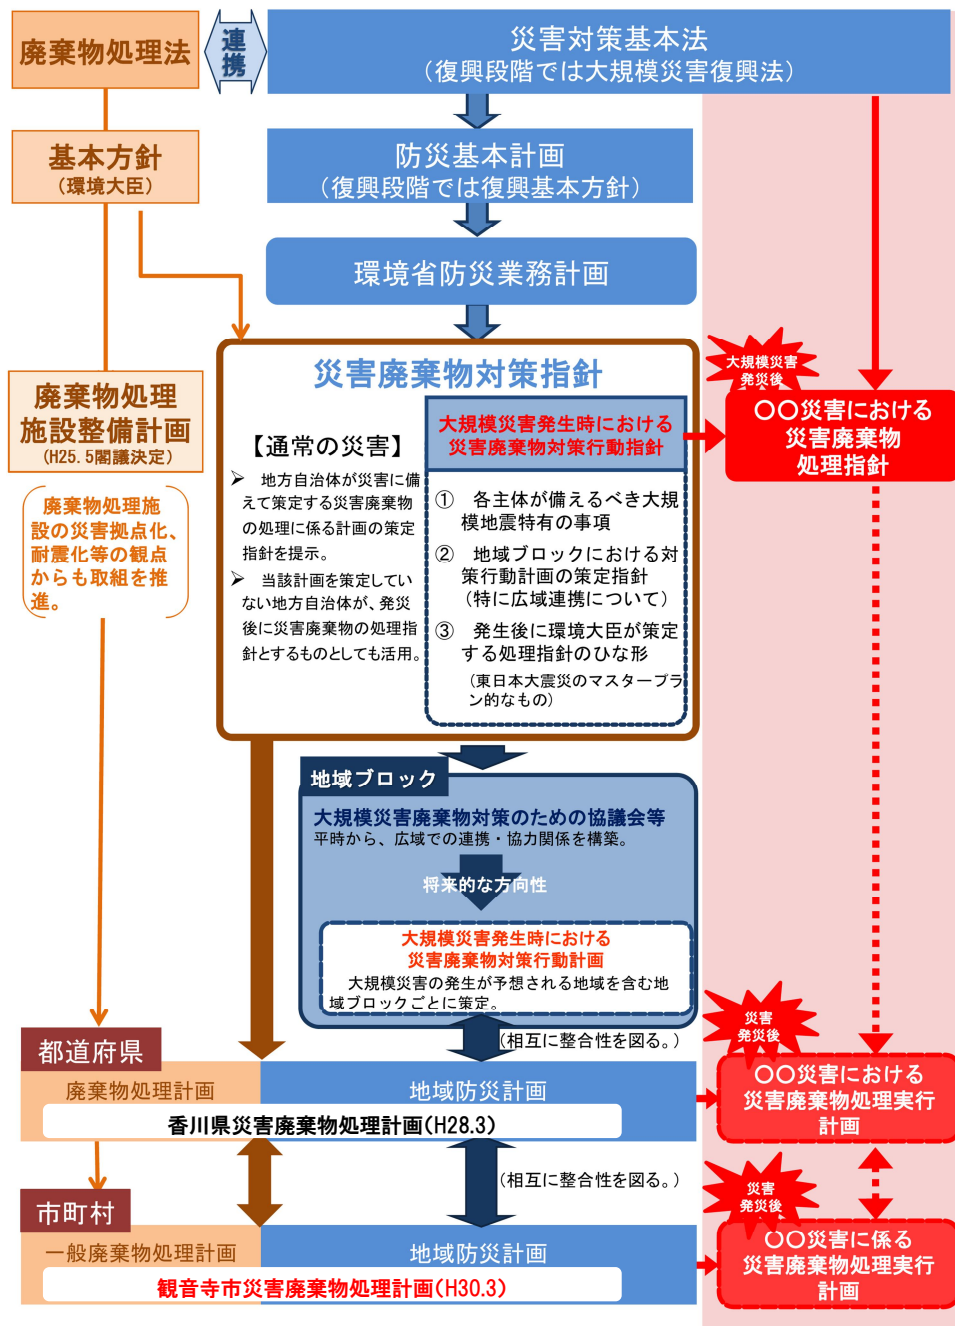 廃棄物処理法
連携
災害対策基本法
（復興段階では大規模災害復興法）
基本方針
（環境大臣）
防災基本計画
（復興段階では復興基本方針）
環境省防災業務計画
廃棄物処理
施設整備計画
（H25.5閣議決定）
廃棄物処理施
設の災害拠点化、
耐震化等の観点
からも取組を推
進。
災害廃棄物対策指針
【通常の災害】
➢ 地方自治体が災害に備
えて策定する災害廃棄物
の処理に係る計画の策定
指針を提示。
➢ 当該計画を策定してい
ない地方自治体が、発災
後に災害廃棄物の処理指
針とするものとしても活用。
大規模災害発生時における
災害廃棄物対策行動指針
① 各主体が備えるべき大規
模地震特有の事項
② 地域ブロックにおける対
策行動計画の策定指針
（特に広域連携について）
③ 発生後に環境大臣が策定
する処理指針のひな形
（東日本大震災のマスタープラ
ン的なもの）
大規模災害
発災後
〇〇災害における
災害廃棄物
処理指針
地域ブロック
大規模災害廃棄物対策のための協議会等
平時から、広域での連携・協力関係を構築。
将来的な方向性
大規模災害発生時における
災害廃棄物対策行動計画
大規模災害の発生が予想される地域を含む地
域ブロックごとに策定。
（相互に整合性を図る。）
都道府県
廃棄物処理計画
地域防災計画
香川県災害廃棄物処理計画（H28.3）
災害
発災後
〇〇災害における
災害廃棄物処理実行
計画
（相互に整合性を図る。）
市町村
一般廃棄物処理計画
地域防災計画
観音寺市災害廃棄物処理計画（H30.3）
災害
発災後
〇〇災害に係る
災害廃棄物処理実行
計画